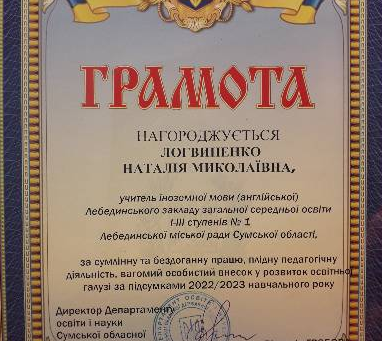 ГРАМОТА
НАГОРОДЖУЄТЬСЯ
ЛОГВИНЕНКО
НАТАЛІЯ МИКОЛАЇВНА,
учитель іноземної мови (англійської)
Лебединського закладу загальної середньої освіти
І-ІІІ ступенів № 1
Лебединської міської ради Сумської області,
за сумлінну та бездоганну працю, плідну педагогічну
діяльність, вагомий особистий внесок у розвиток освітньої
галузі за підсумками 2022/2023 навчального року
Директор Департаменту
освіти і науки
Сумської обласної